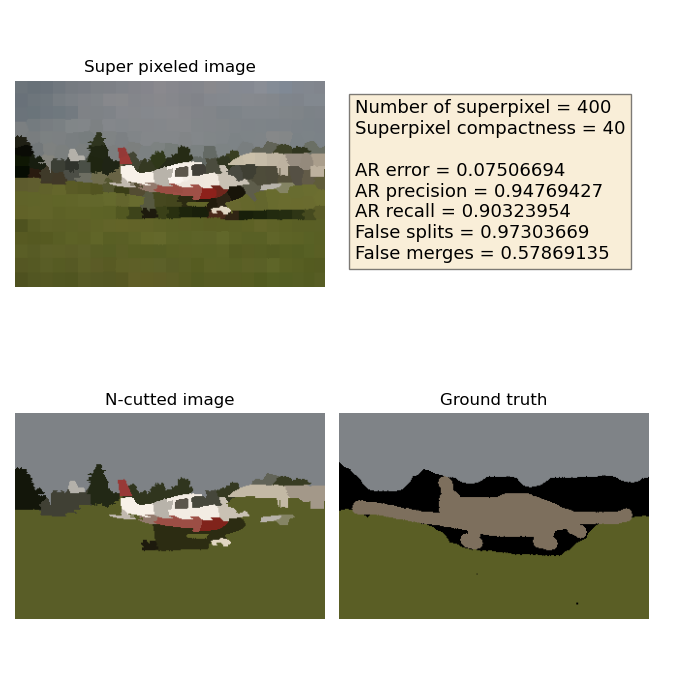 Super pixeled image
Number of superpixel = 400
Superpixel compactness = 40
AR error = 0.07506694
AR precision = 0.94769427
AR recall = 0.90323954
False splits = 0.97303669
False merges = 0.57869135
N-cutted image
Ground truth